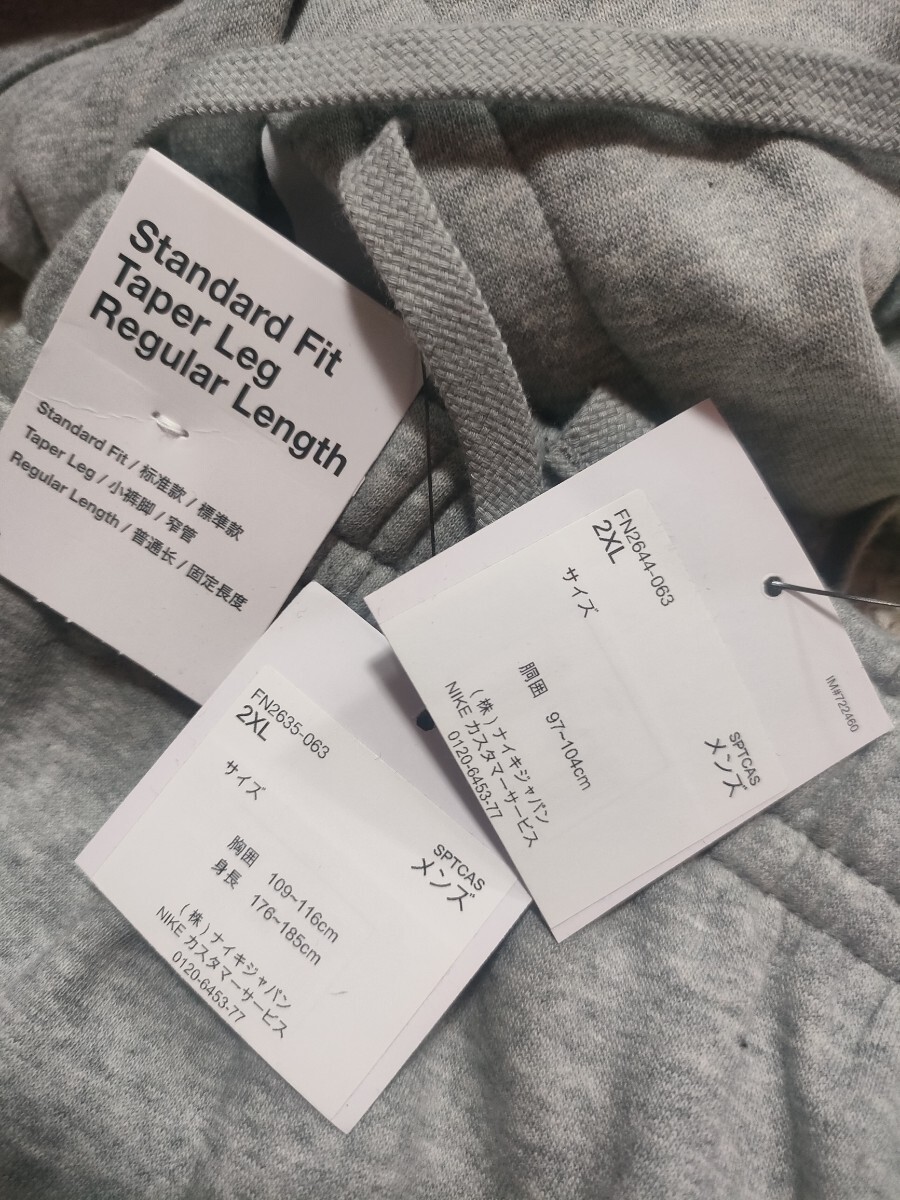 Standard Fit
Taper Leg
Regular Length
Standard Fit / 标准款 / 標準款
Taper Leg / 小裤脚 / 窄管
Regular Length / 普通长 / 固定長度
FN2644-063
2XL
サイズ
胴囲 97~104cm
SPTCAS
メンズ
(株)ナイキジャパン
NIKE カスタマーサービス
0120-6453-77
IM#722460
FN2635-063
2XL
サイズ
胸囲 109~116cm
身長 176~185cm
SPTCAS
メンズ
(株)ナイキジャパン
NIKE カスタマーサービス
0120-6453-77